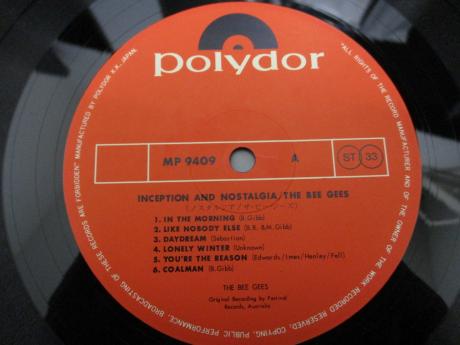 polydor
MP 9409 A ST 33
INCEPTION AND NOSTALGIA/THE BEE GEES
1. IN THE MORNING (B.Gibb)
2. LIKE NOBODY ELSE (B.R. &M.Gibb)
3. DAYDREAM (Sebastian)
4. LONELY WINTER (Unknown)
5. YOU'RE THE REASON (Edwards/Imes/Henley/Fell)
6. COALMAN (B.Gibb)
THE BEE GEES
Original Recording by Festival
Records, Australia
"ALL RIGHTS OF THE RECORD MANUFACTURER AND OF THE OWNER OF THE WORK RECORDED RESERVED, COPYING, PUBLIC PERFORMANCE, BROADCASTING OF THESE RECORDS ARE FORBIDDEN" MANUFACTURED BY POLYDOR K.K., JAPAN.